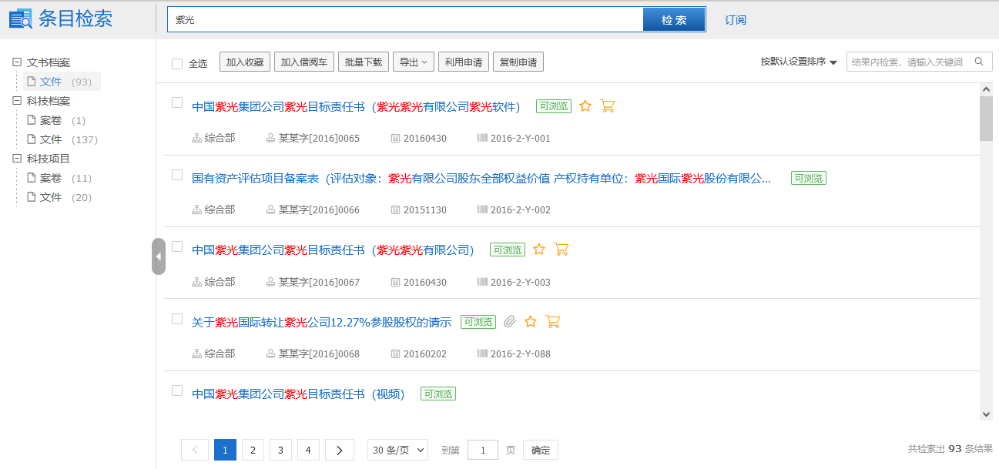 条目检索
紫光
检 索
订阅
文书档案
文件 (93)
科技档案
案卷 (1)
文件 (137)
科技项目
案卷 (11)
文件 (20)
全选 加入收藏 加入借阅车 批量下载 导出 利用申请 复制申请 按默认设置排序 结果内检索，请输入关键词
中国紫光集团公司紫光目标责任书（紫光紫光有限公司紫光软件） 可浏览
综合部 某某字[2016]0065 20160430 2016-2-Y-001
国有资产评估项目备案表（评估对象：紫光有限公司股东全部权益价值 产权持有单位：紫光国际紫光股份有限公... 可浏览
综合部 某某字[2016]0066 20151130 2016-2-Y-002
中国紫光集团公司紫光目标责任书（紫光紫光有限公司） 可浏览
综合部 某某字[2016]0067 20160430 2016-2-Y-003
关于紫光国际转让紫光公司12.27%参股股权的请示 可浏览
综合部 某某字[2016]0068 20160202 2016-2-Y-088
中国紫光集团公司紫光目标责任书（视频） 可浏览
1 2 3 4 30 条/页 到第 1 页 确定 共检索出 93 条结果